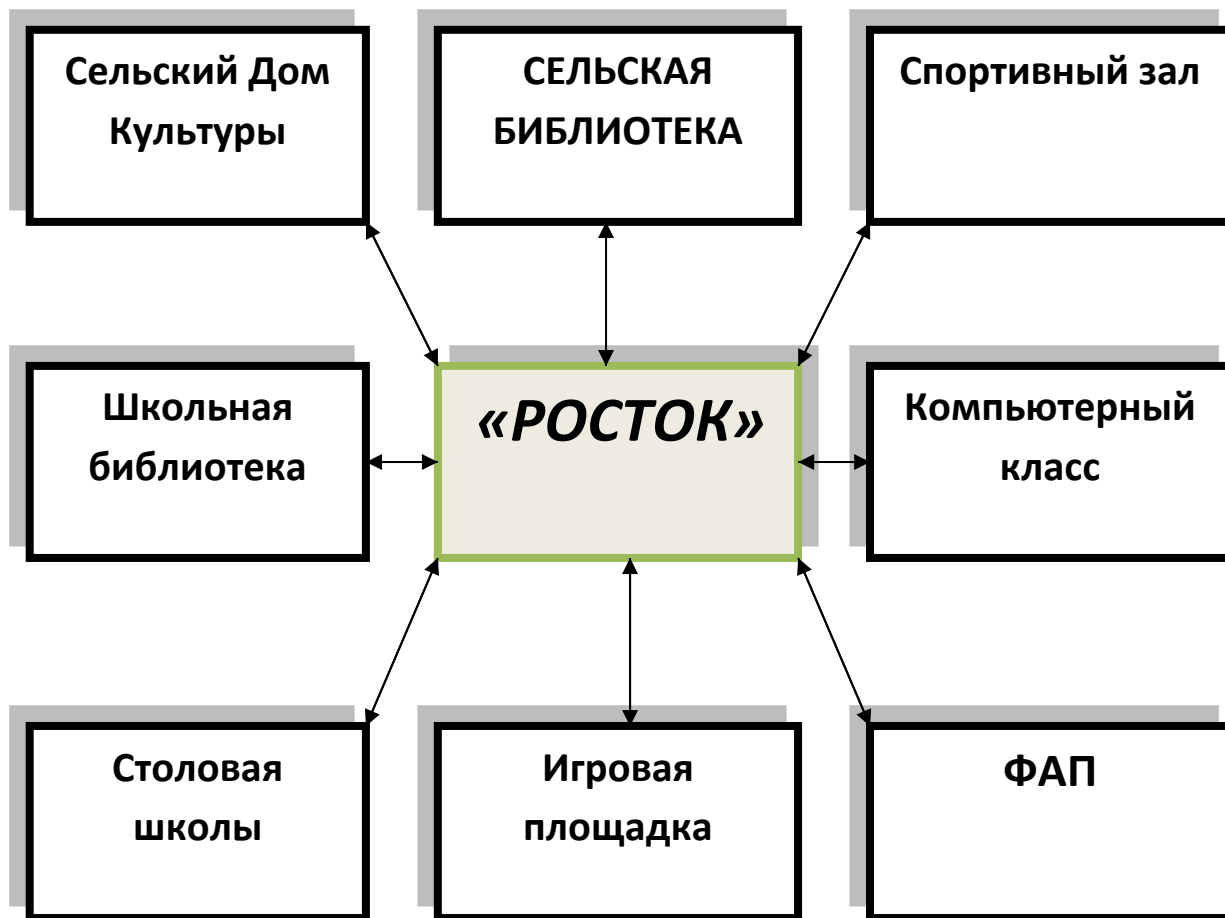 Сельский Дом
Культуры
СЕЛЬСКАЯ
БИБЛИОТЕКА
Спортивный зал
Школьная
библиотека
«РОСТОК»
Компьютерный
класс
Столовая
школы
Игровая
площадка
ФАП